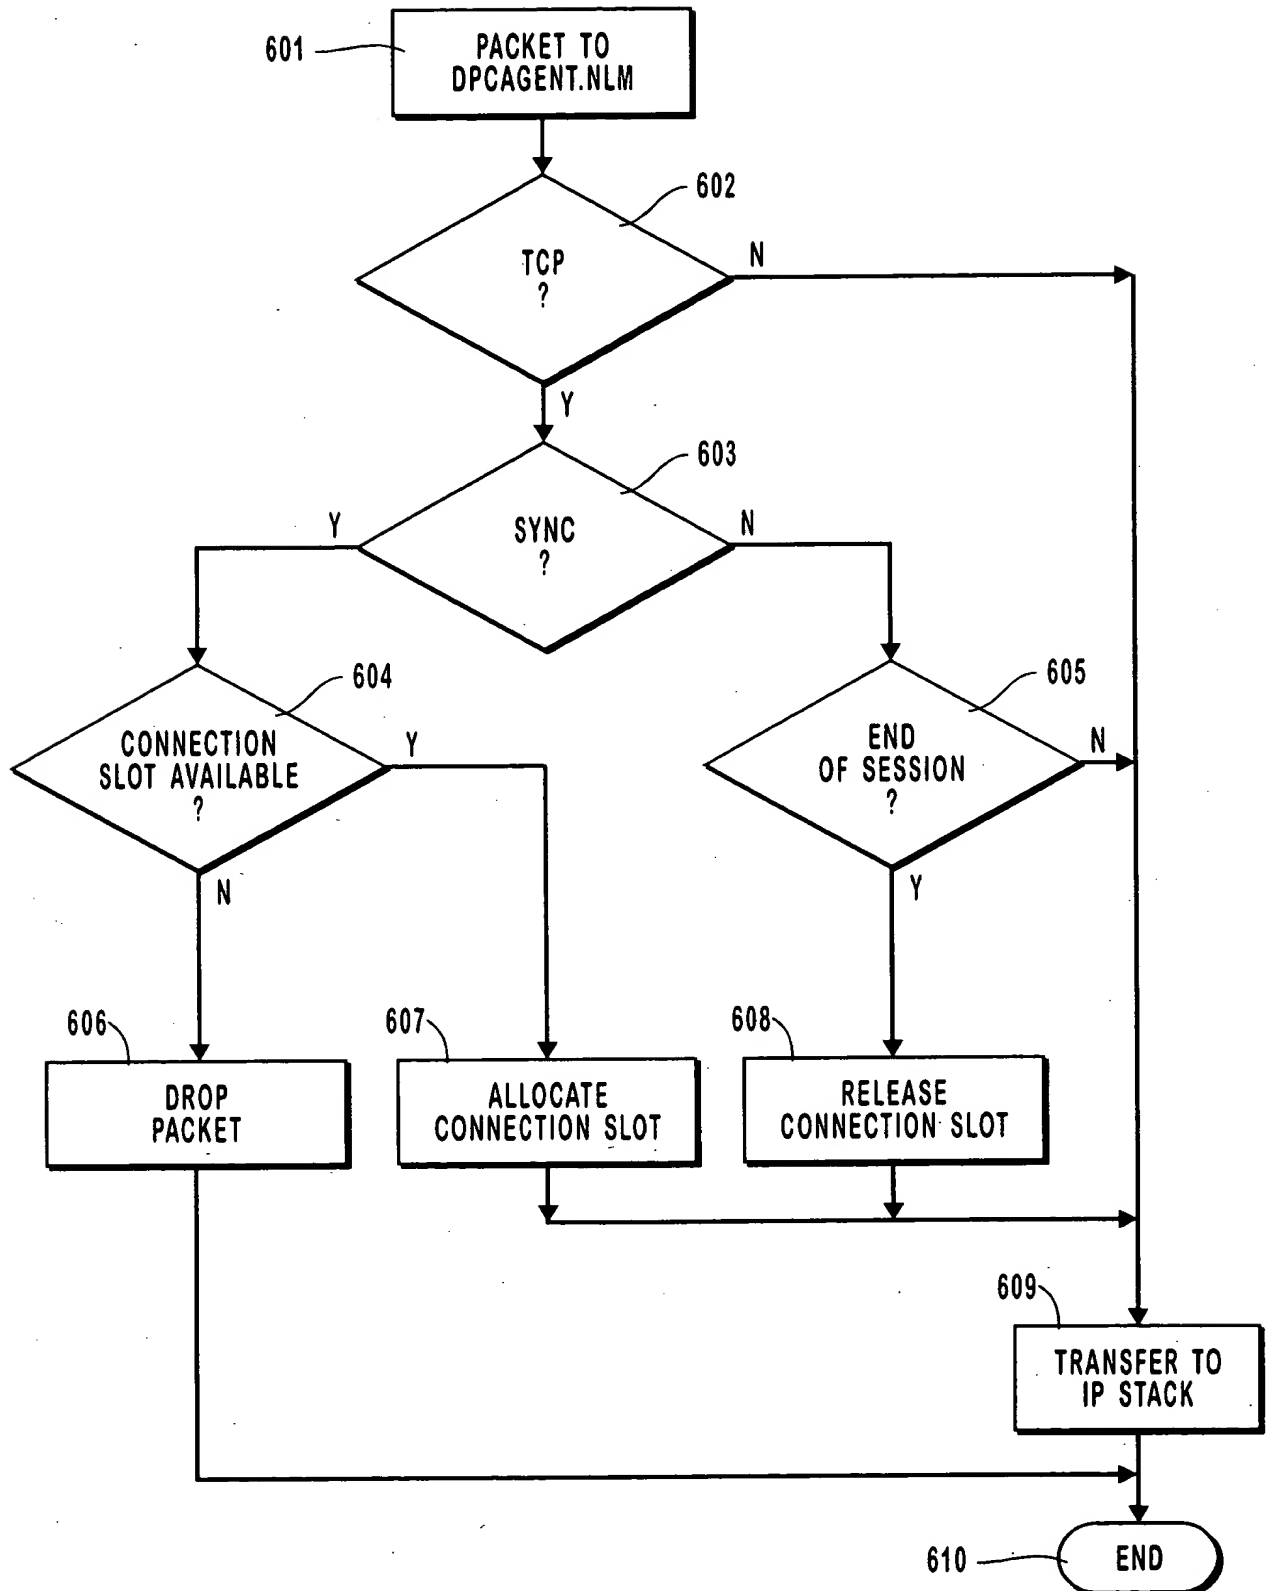 601
PACKET TO
DPCAGENT.NLM
602
TCP
?
N
Y
603
SYNC
?
Y
N
604
CONNECTION
SLOT AVAILABLE
?
Y
N
605
END
OF SESSION
?
N
Y
606
DROP
PACKET
607
ALLOCATE
CONNECTION SLOT
608
RELEASE
CONNECTION SLOT
609
TRANSFER TO
IP STACK
610
END